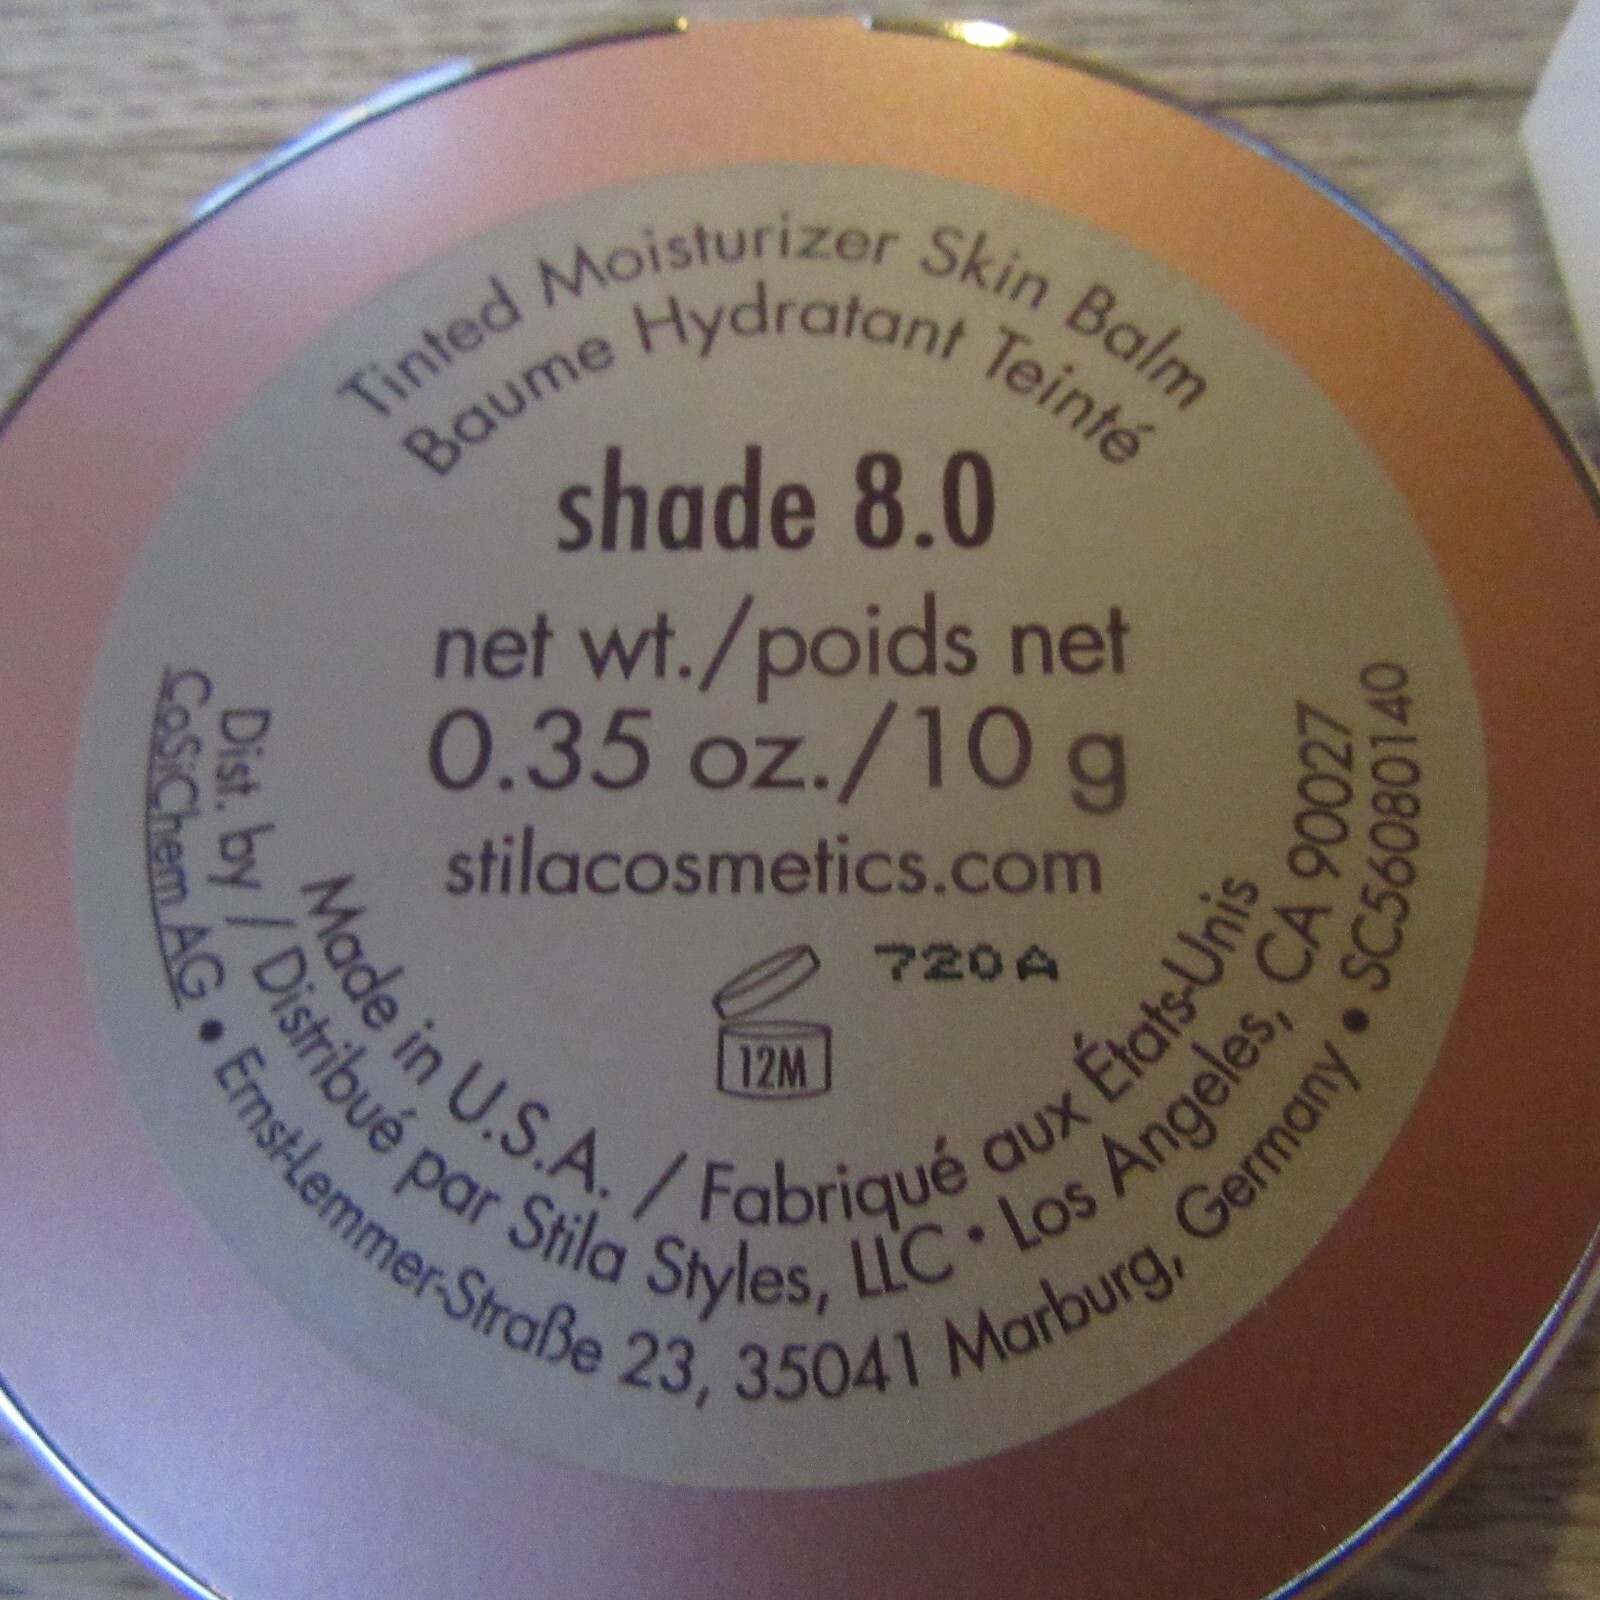 Tinted Moisturizer Skin Balm
Baume Hydratant Teinté
shade 8.0
net wt./poids net
0.35 oz./10 g
stilacosmetics.com
720A
12M
Made in U.S.A. / Fabriqué aux États-Unis
Dist. by / Distribué par Stila Styles, LLC • Los Angeles, CA 90027
CoSiChem AG • Ernst-Lemmer-Straße 23, 35041 Marburg, Germany • SC56080140